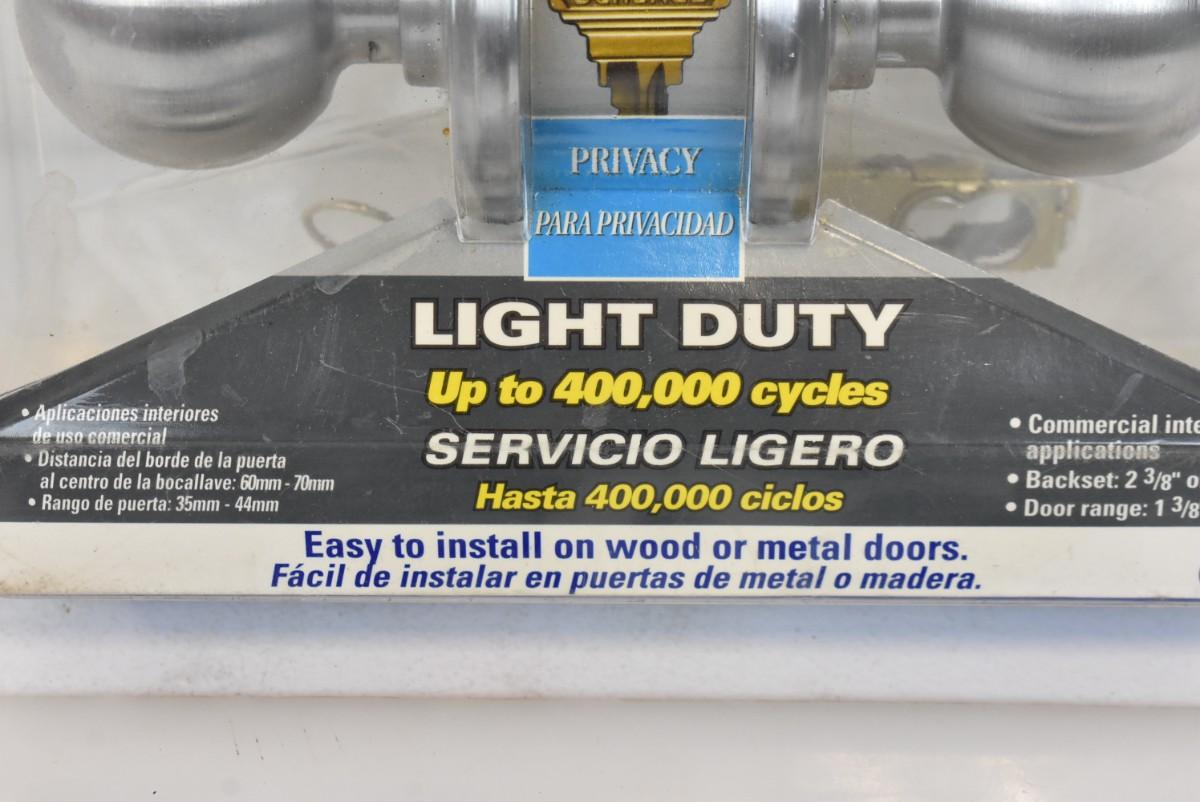 PRIVACY
PARA PRIVACIDAD
LIGHT DUTY
Up to 400,000 cycles
SERVICIO LIGERO
Hasta 400,000 ciclos
• Aplicaciones interiores
de uso comercial
• Distancia del borde de la puerta
al centro de la bocallave: 60mm - 70mm
• Rango de puerta: 35mm - 44mm
• Commercial inte
applications
• Backset: 2 3/8" o
• Door range: 1 3/8
Easy to install on wood or metal doors.
Fácil de instalar en puertas de metal o madera.